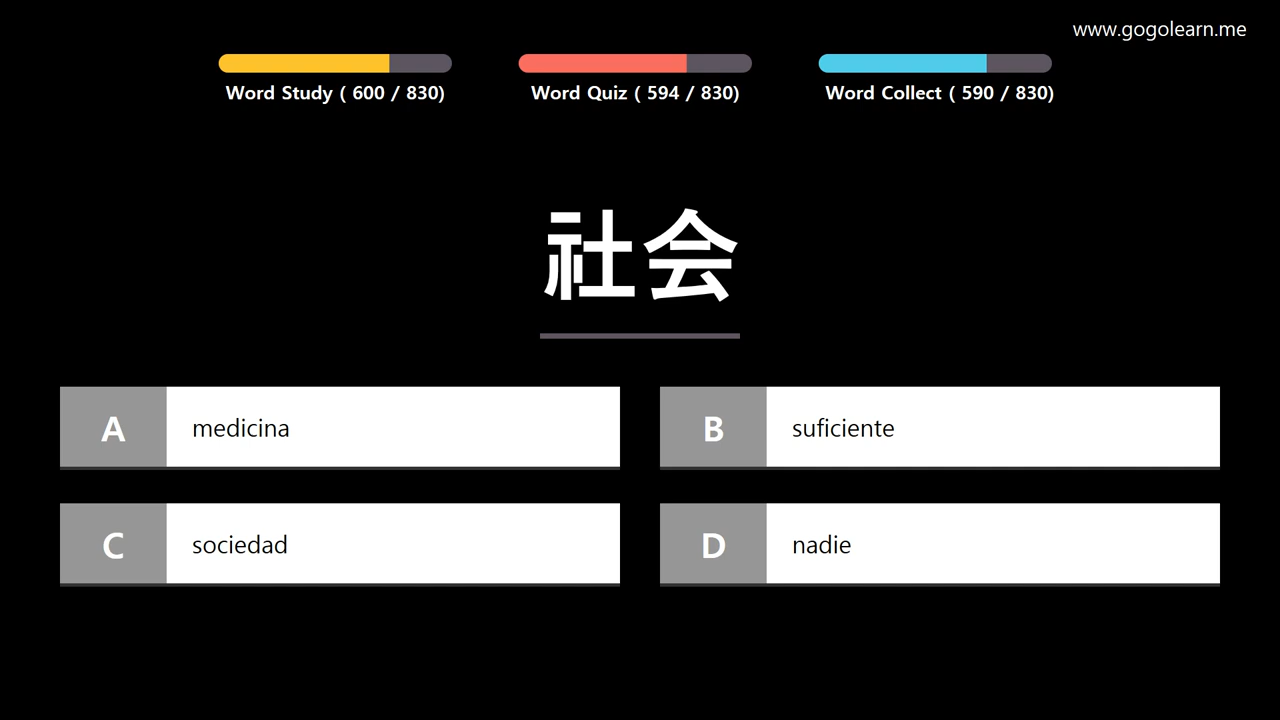 www.gogolearn.me
Word Study ( 600 / 830)
Word Quiz ( 594 / 830)
Word Collect ( 590 / 830)
社会
A medicina
B suficiente
C sociedad
D nadie